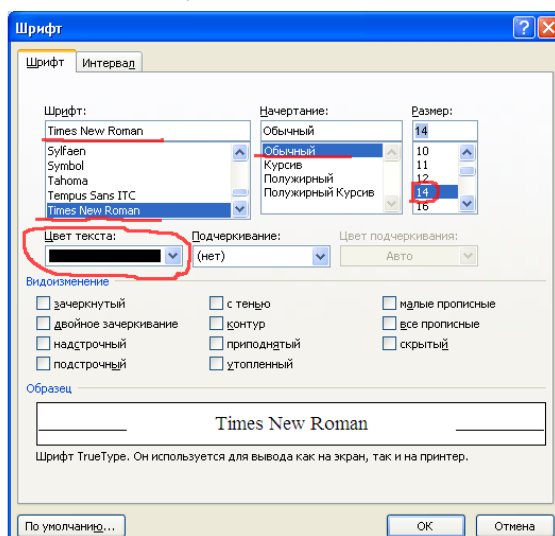 Шрифт
Шрифт Интервал
Шрифт: Начертание: Размер:
Times New Roman Обычный 14
Sylfaen Обычный 10
Symbol Курсив 11
Tahoma Полужирный 12
Tempus Sans ITC Полужирный Курсив 14
Times New Roman 16
Цвет текста: Подчеркивание: Цвет подчеркивания:
(нет) Авто
Видоизменение
зачеркнутый с тенью малые прописные
двойное зачеркивание контур все прописные
надстрочный приподнятый скрытый
подстрочный утопленный
Образец
Times New Roman
Шрифт TrueType. Он используется для вывода как на экран, так и на принтер.
По умолчанию... ОК Отмена